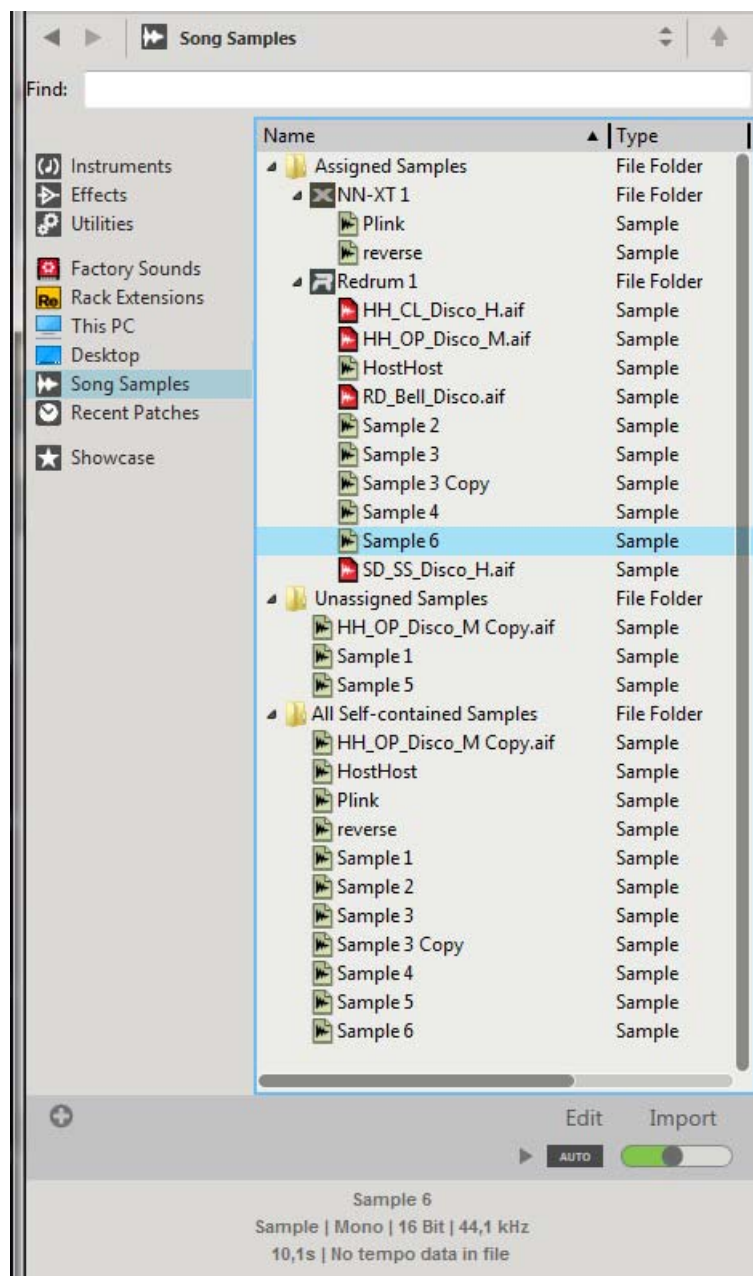 Song Samples
Find:
Name Type
Instruments
Effects
Utilities
Factory Sounds
Re Rack Extensions
This PC
Desktop
Song Samples
Recent Patches
Showcase
Assigned Samples File Folder
NN-XT 1 File Folder
Plink Sample
reverse Sample
Redrum 1 File Folder
HH_CL_Disco_H.aif Sample
HH_OP_Disco_M.aif Sample
HostHost Sample
RD_Bell_Disco.aif Sample
Sample 2 Sample
Sample 3 Sample
Sample 3 Copy Sample
Sample 4 Sample
Sample 6 Sample
SD_SS_Disco_H.aif Sample
Unassigned Samples File Folder
HH_OP_Disco_M Copy.aif Sample
Sample 1 Sample
Sample 5 Sample
All Self-contained Samples File Folder
HH_OP_Disco_M Copy.aif Sample
HostHost Sample
Plink Sample
reverse Sample
Sample 1 Sample
Sample 2 Sample
Sample 3 Sample
Sample 3 Copy Sample
Sample 4 Sample
Sample 5 Sample
Sample 6 Sample
Edit Import
AUTO
Sample 6
Sample | Mono | 16 Bit | 44,1 kHz
10,1s | No tempo data in file